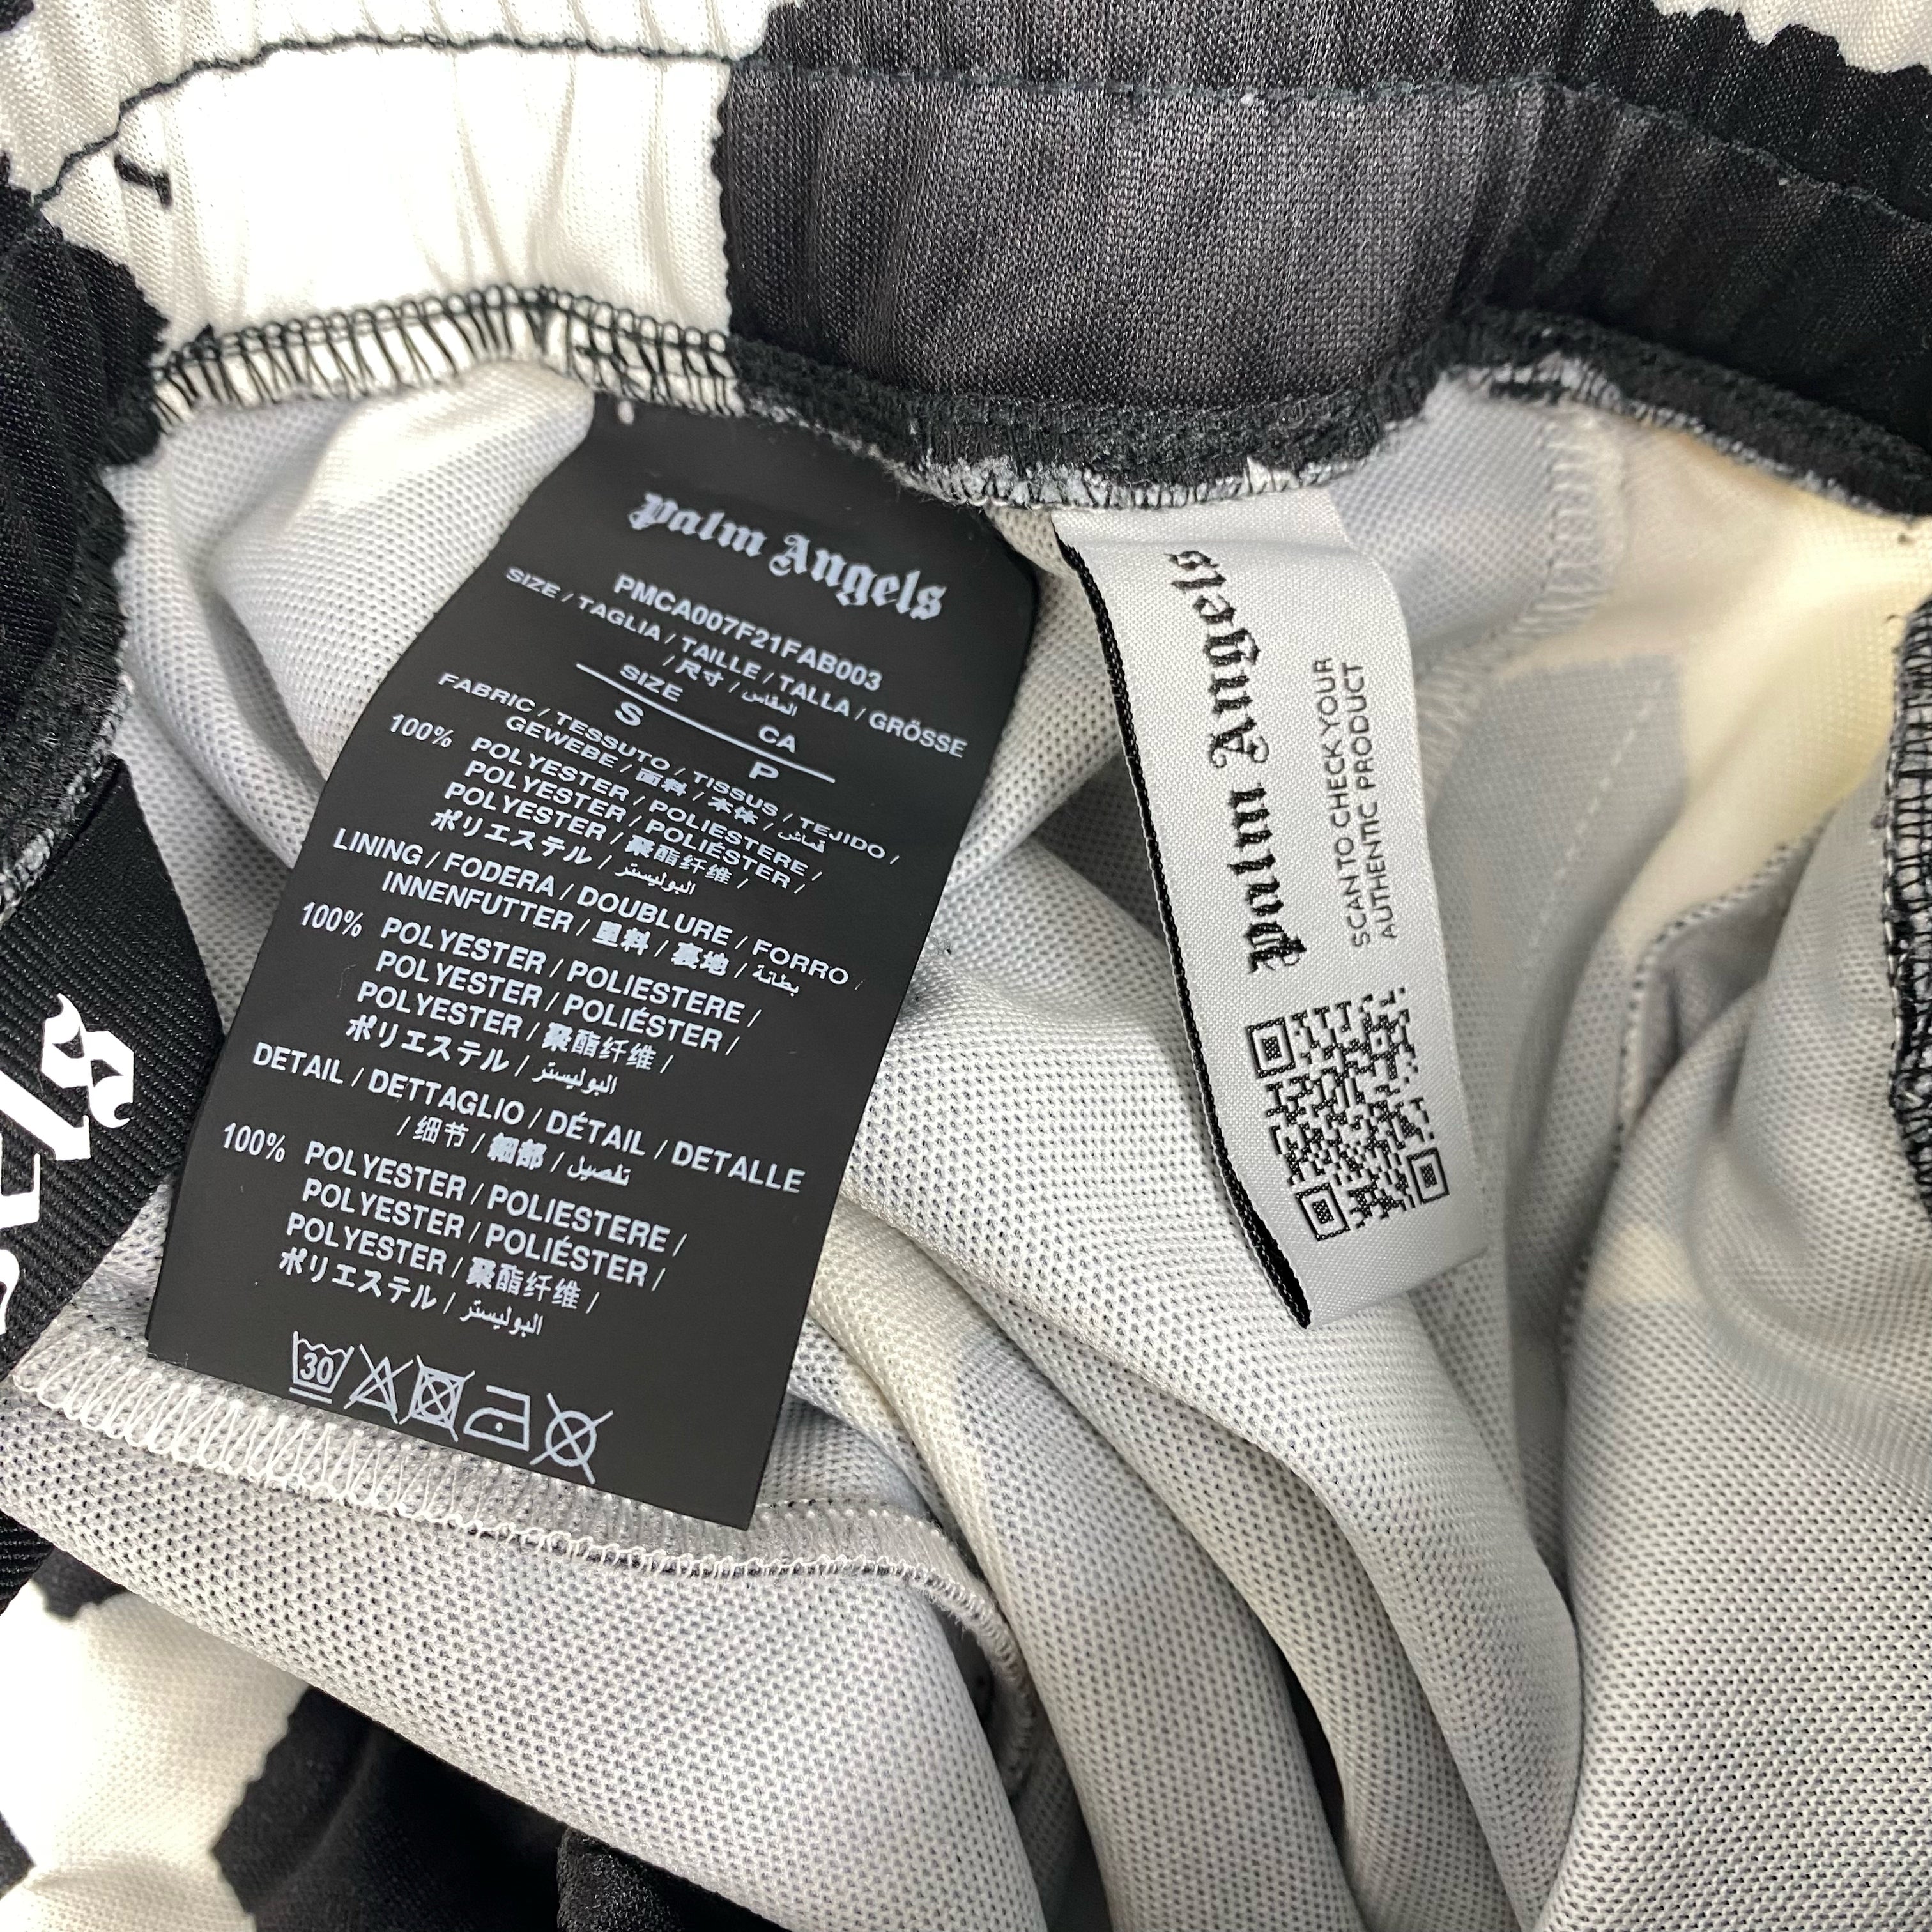 Palm Angels
PMCA007F21FAB003
SIZE / TAGLIA / TAILLE / TALLA / GRÖSSE
/ 尺寸 / المقاس
SIZE CA
S P
FABRIC / TESSUTO / TISSUS / TEJIDO /
GEWEBE / 面料 / 本体 / قماش
100% POLYESTER / POLIESTERE /
POLYESTER / POLIÉSTER /
POLYESTER / 聚酯纤维 /
ポリエステル / البوليستر
LINING / FODERA / DOUBLURE / FORRO /
INNENFUTTER / 里料 / 裏地 / بطانة
100% POLYESTER / POLIESTERE /
POLYESTER / POLIÉSTER /
POLYESTER / 聚酯纤维 /
ポリエステル / البوليستر
DETAIL / DETTAGLIO / DÉTAIL / DETALLE
/ 细节 / 細部 / تفصيل
100% POLYESTER / POLIESTERE /
POLYESTER / POLIÉSTER /
POLYESTER / 聚酯纤维 /
ポリエステル / البوليستر
30
Palm Angels
SCAN TO CHECK YOUR
AUTHENTIC PRODUCT